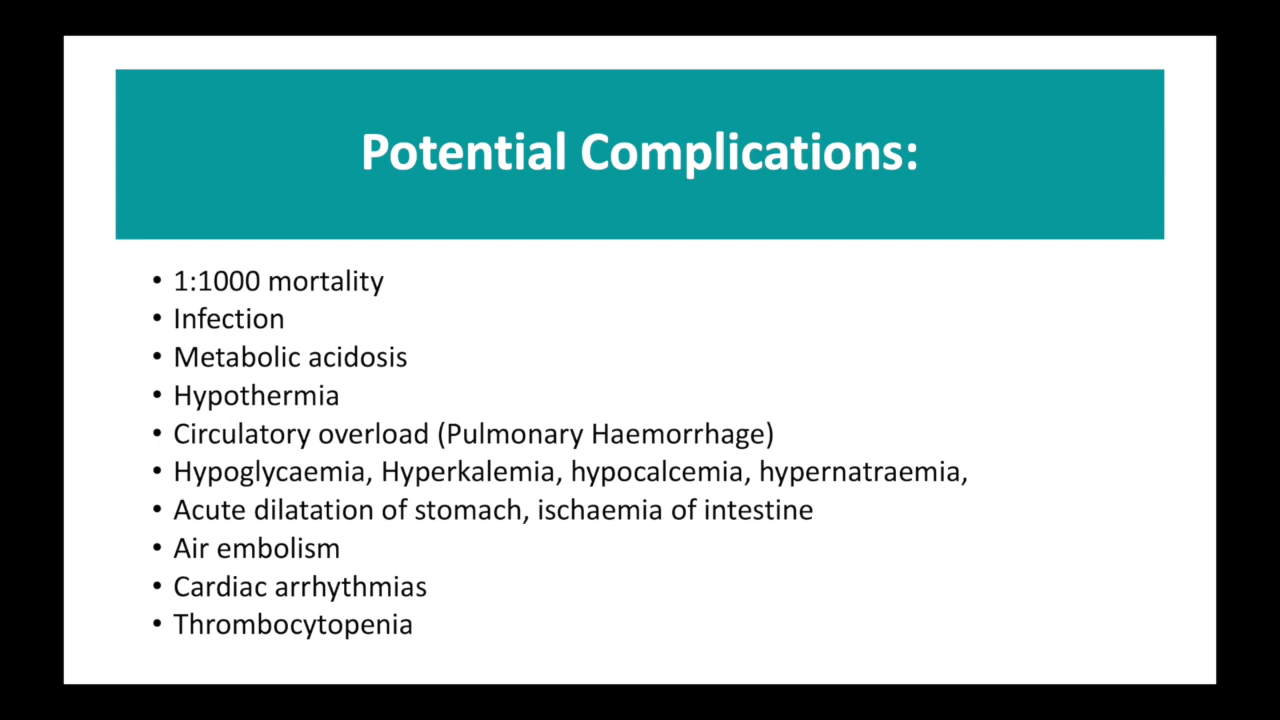 Potential Complications:
• 1:1000 mortality
• Infection
• Metabolic acidosis
• Hypothermia
• Circulatory overload (Pulmonary Haemorrhage)
• Hypoglycaemia, Hyperkalemia, hypocalcemia, hypernatraemia,
• Acute dilatation of stomach, ischaemia of intestine
• Air embolism
• Cardiac arrhythmias
• Thrombocytopenia